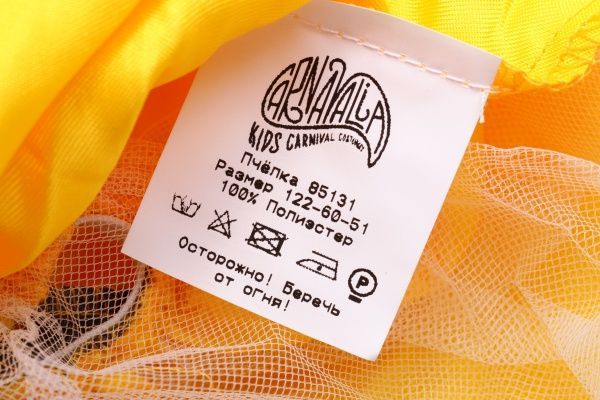 CARNAVALIA
KIDS CARNIVAL COSTUMES
Пчёлка 85131
Размер 122-60-51
100% Полиэстер
P
Осторожно! Беречь
от огня!